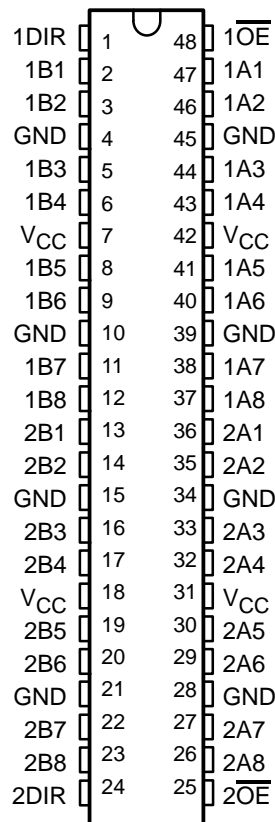 1DIR 1 48 1O̅E̅
1B1 2 47 1A1
1B2 3 46 1A2
GND 4 45 GND
1B3 5 44 1A3
1B4 6 43 1A4
VCC 7 42 VCC
1B5 8 41 1A5
1B6 9 40 1A6
GND 10 39 GND
1B7 11 38 1A7
1B8 12 37 1A8
2B1 13 36 2A1
2B2 14 35 2A2
GND 15 34 GND
2B3 16 33 2A3
2B4 17 32 2A4
VCC 18 31 VCC
2B5 19 30 2A5
2B6 20 29 2A6
GND 21 28 GND
2B7 22 27 2A7
2B8 23 26 2A8
2DIR 24 25 2O̅E̅